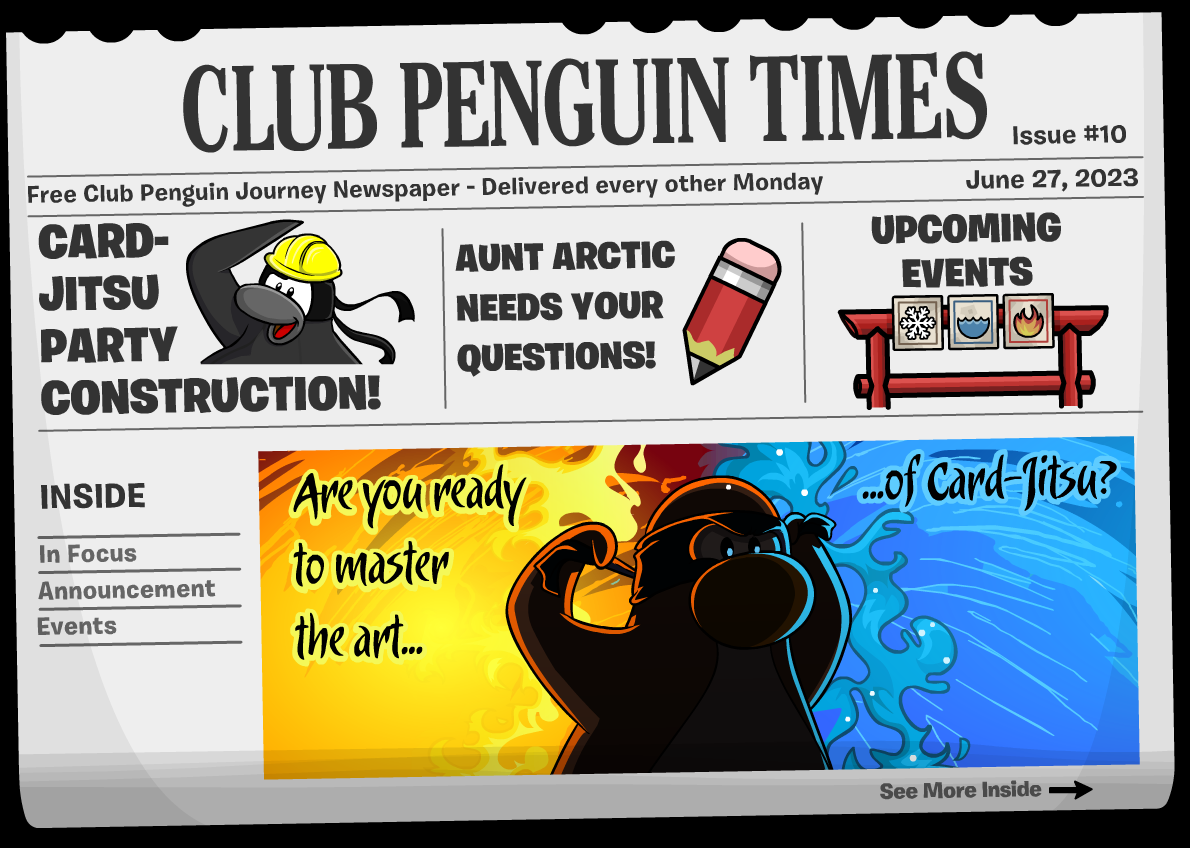 CLUB PENGUIN TIMES
Issue #10
Free Club Penguin Journey Newspaper - Delivered every other Monday
June 27, 2023
CARD-
JITSU
PARTY
CONSTRUCTION!
AUNT ARCTIC
NEEDS YOUR
QUESTIONS!
UPCOMING
EVENTS
INSIDE
In Focus
Announcement
Events
Are you ready
to master
the art...
...of Card-Jitsu?
See More Inside